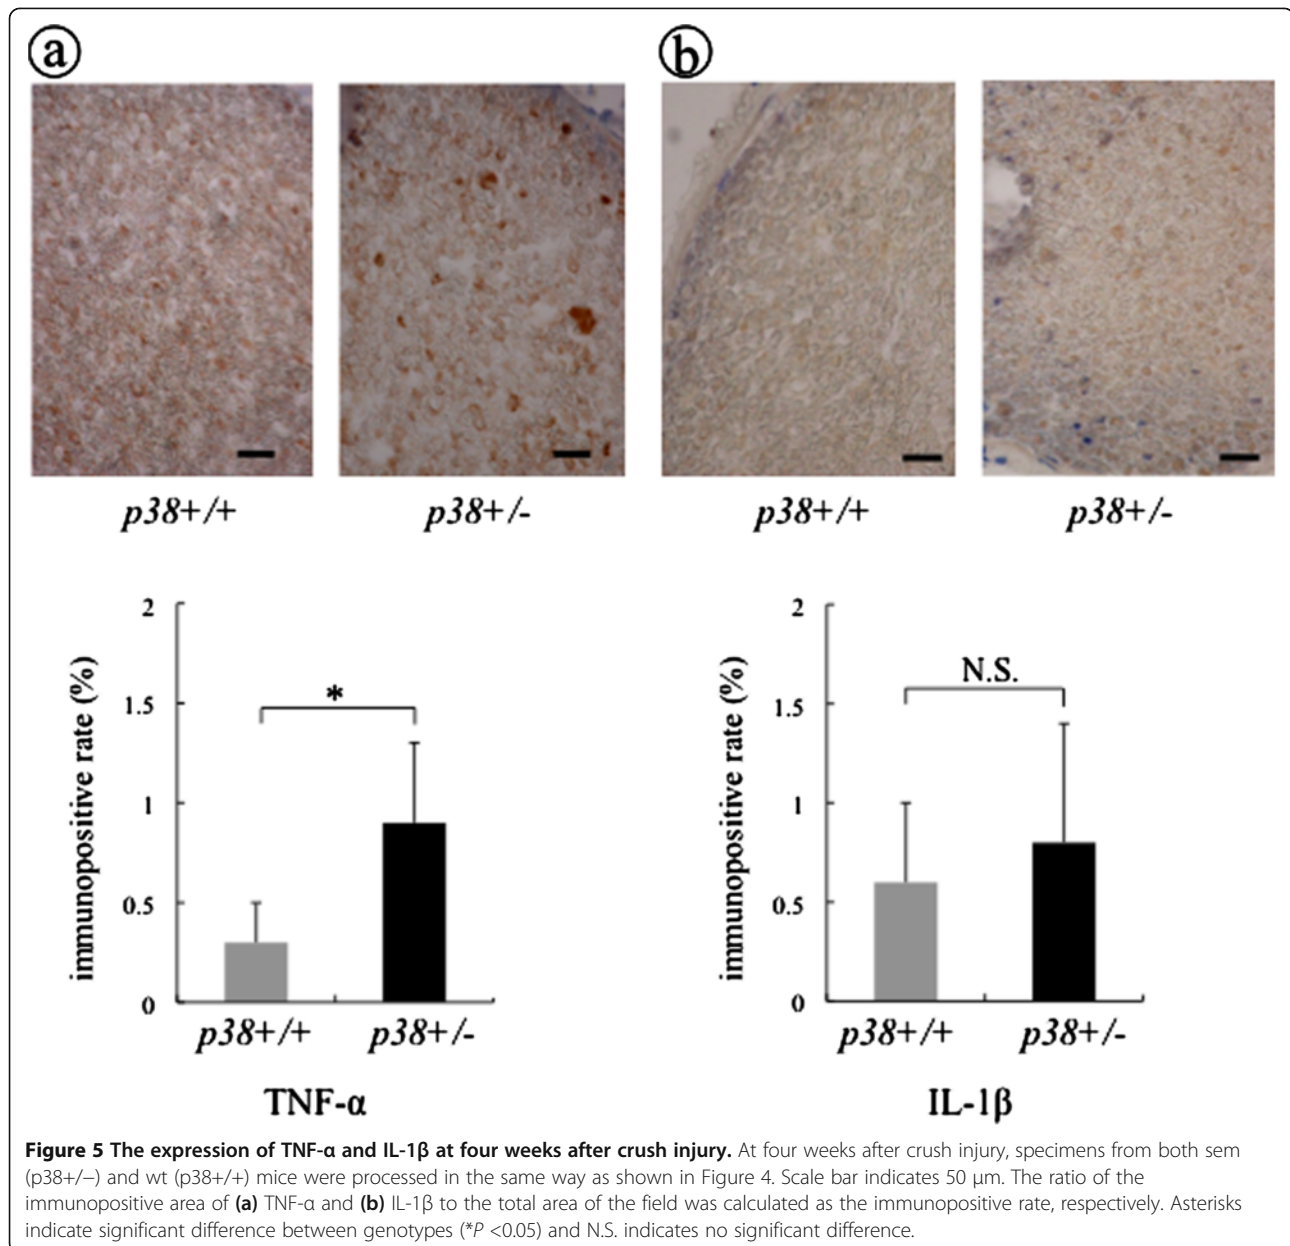 a b
p38+/+ p38+/- p38+/+ p38+/-
immunopositive rate (%)
2
1.5
1
0.5
0
*
p38+/+ p38+/-
TNF-α
immunopositive rate (%)
2
1.5
1
0.5
0
N.S.
p38+/+ p38+/-
IL-1β
Figure 5 The expression of TNF-α and IL-1β at four weeks after crush injury. At four weeks after crush injury, specimens from both sem
(p38+/−) and wt (p38+/+) mice were processed in the same way as shown in Figure 4. Scale bar indicates 50 μm. The ratio of the
immunopositive area of (a) TNF-α and (b) IL-1β to the total area of the field was calculated as the immunopositive rate, respectively. Asterisks
indicate significant difference between genotypes (*P <0.05) and N.S. indicates no significant difference.